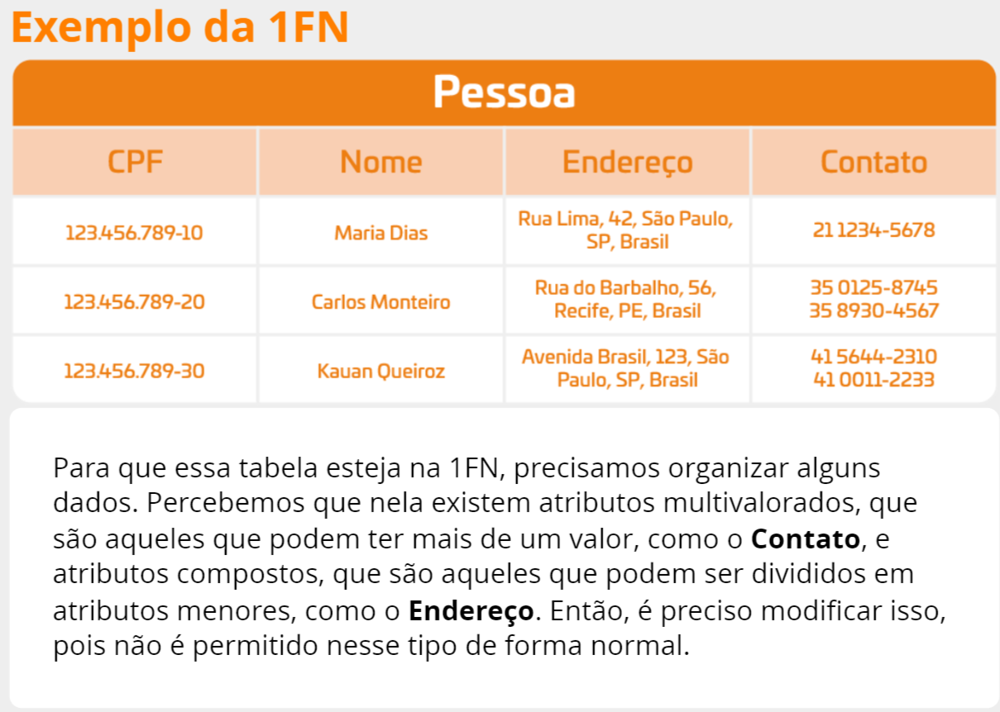 Exemplo da 1FN
Pessoa
CPF Nome Endereço Contato
123.456.789-10 Maria Dias Rua Lima, 42, São Paulo, SP, Brasil 21 1234-5678
123.456.789-20 Carlos Monteiro Rua do Barbalho, 56, Recife, PE, Brasil 35 0125-8745 35 8930-4567
123.456.789-30 Kauan Queiroz Avenida Brasil, 123, São Paulo, SP, Brasil 41 5644-2310 41 0011-2233
Para que essa tabela esteja na 1FN, precisamos organizar alguns
dados. Percebemos que nela existem atributos multivalorados, que
são aqueles que podem ter mais de um valor, como o Contato, e
atributos compostos, que são aqueles que podem ser divididos em
atributos menores, como o Endereço. Então, é preciso modificar isso,
pois não é permitido nesse tipo de forma normal.